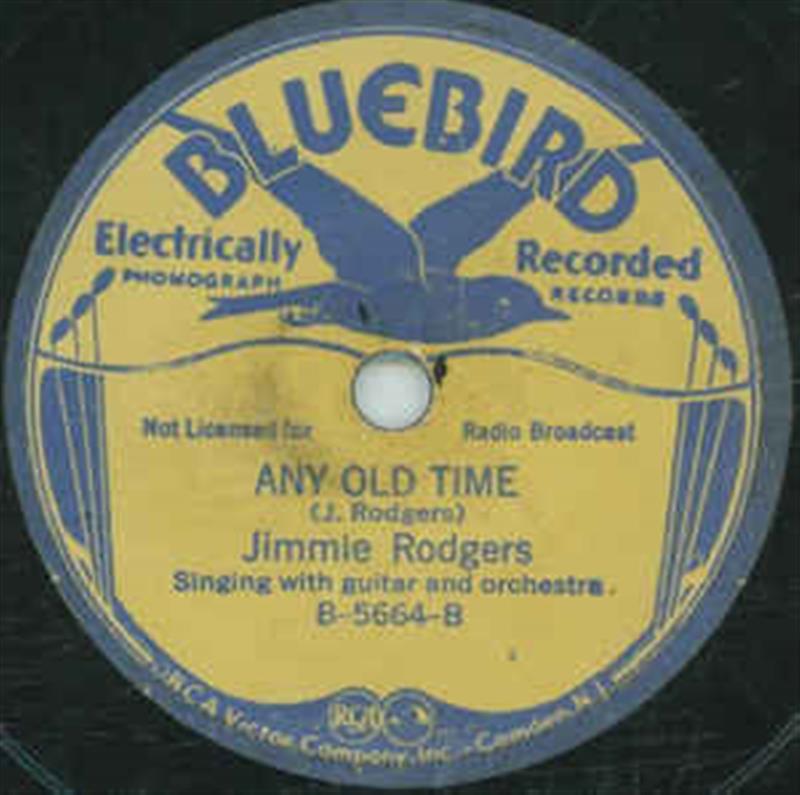 BLUEBIRD
Electrically Recorded
PHONOGRAPH RECORDS
Not Licensed for Radio Broadcast
ANY OLD TIME
(J. Rodgers)
Jimmie Rodgers
Singing with guitar and orchestra.
B-5664-B
RCA
RCA Victor Company, Inc. Camden, N.J.